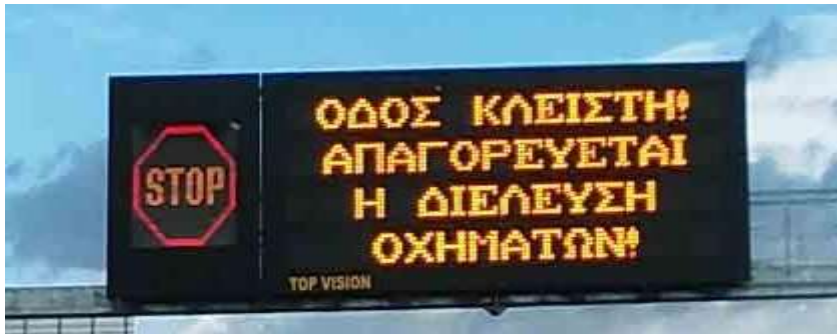 STOP
ΟΔΟΣ ΚΛΕΙΣΤΗ!
ΑΠΑΓΟΡΕΥΕΤΑΙ
Η ΔΙΕΛΕΥΣΗ
ΟΧΗΜΑΤΩΝ!
TOP VISION